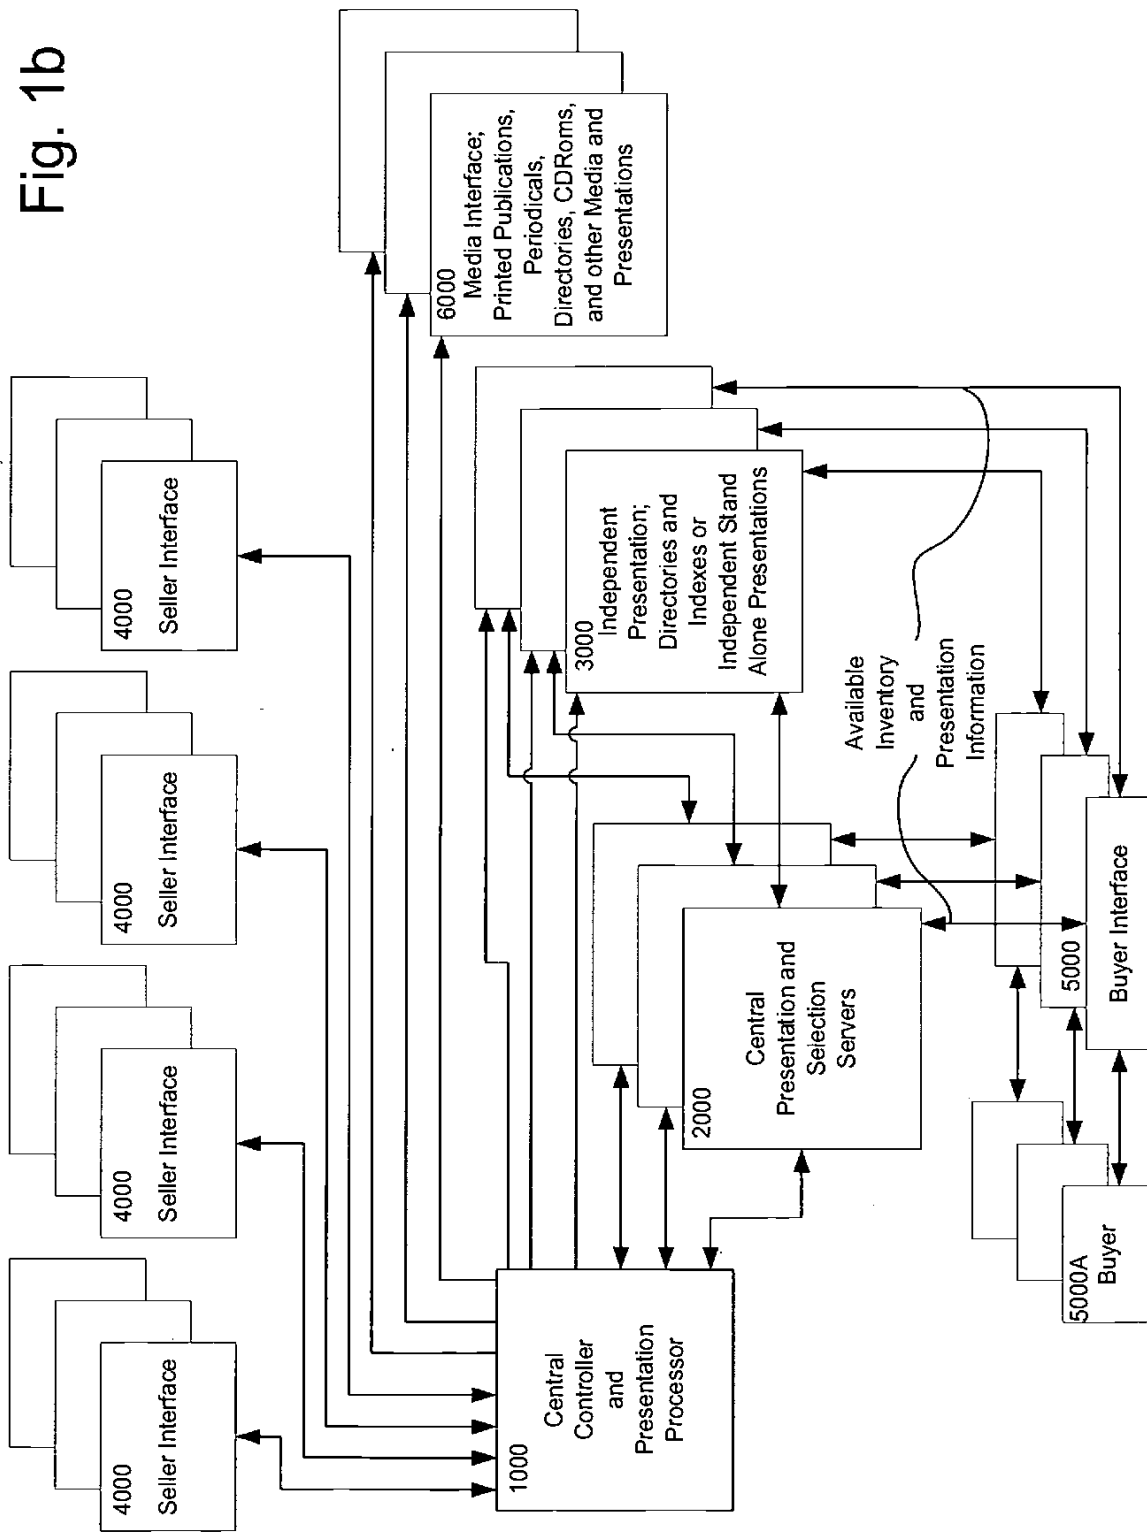 Fig. 1b
4000
Seller Interface
4000
Seller Interface
4000
Seller Interface
4000
Seller Interface
6000
Media Interface;
Printed Publications,
Periodicals,
Directories, CDRoms,
and other Media and
Presentations
1000
Central
Controller
and
Presentation
Processor
3000
Independent
Presentation;
Directories and
Indexes or
Independent Stand
Alone Presentations
2000
Central
Presentation and
Selection
Servers
Available
Inventory
and
Presentation
Information
5000A
Buyer
5000
Buyer Interface